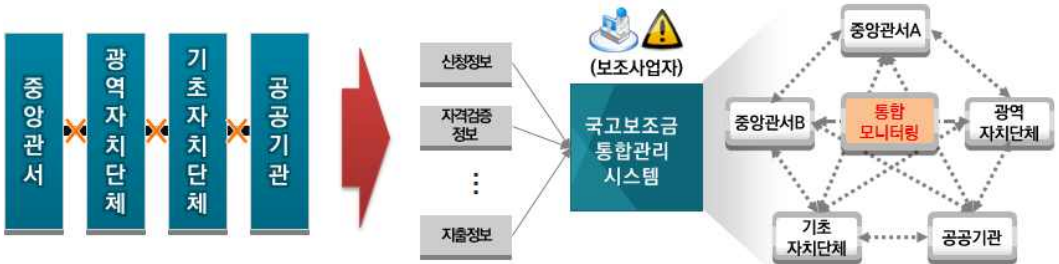 중앙관서
광역자치단체
기초자치단체
공공기관
신청정보
자격검증
정보
⋮
지출정보
(보조사업자)
국고보조금
통합관리
시스템
중앙관서A
중앙관서B
통합
모니터링
광역
자치단체
기초
자치단체
공공기관